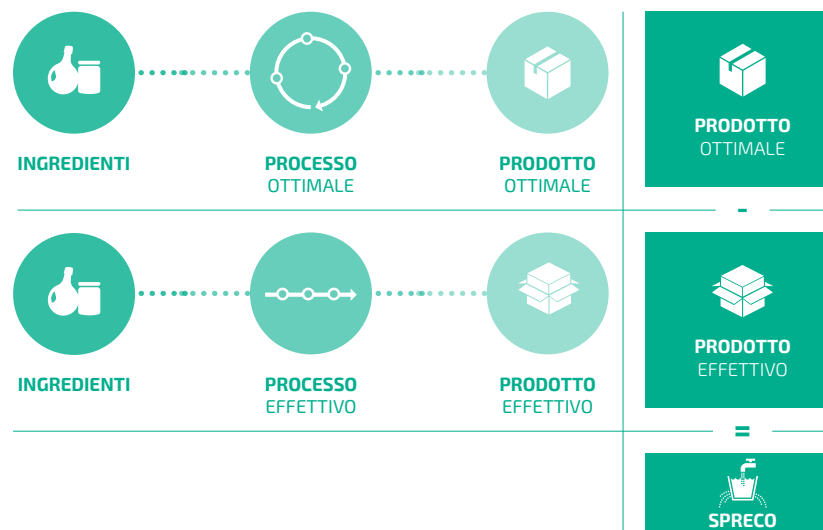 INGREDIENTI
PROCESSO
OTTIMALE
PRODOTTO
OTTIMALE
PRODOTTO
OTTIMALE
-
INGREDIENTI
PROCESSO
EFFETTIVO
PRODOTTO
EFFETTIVO
PRODOTTO
EFFETTIVO
=
SPRECO